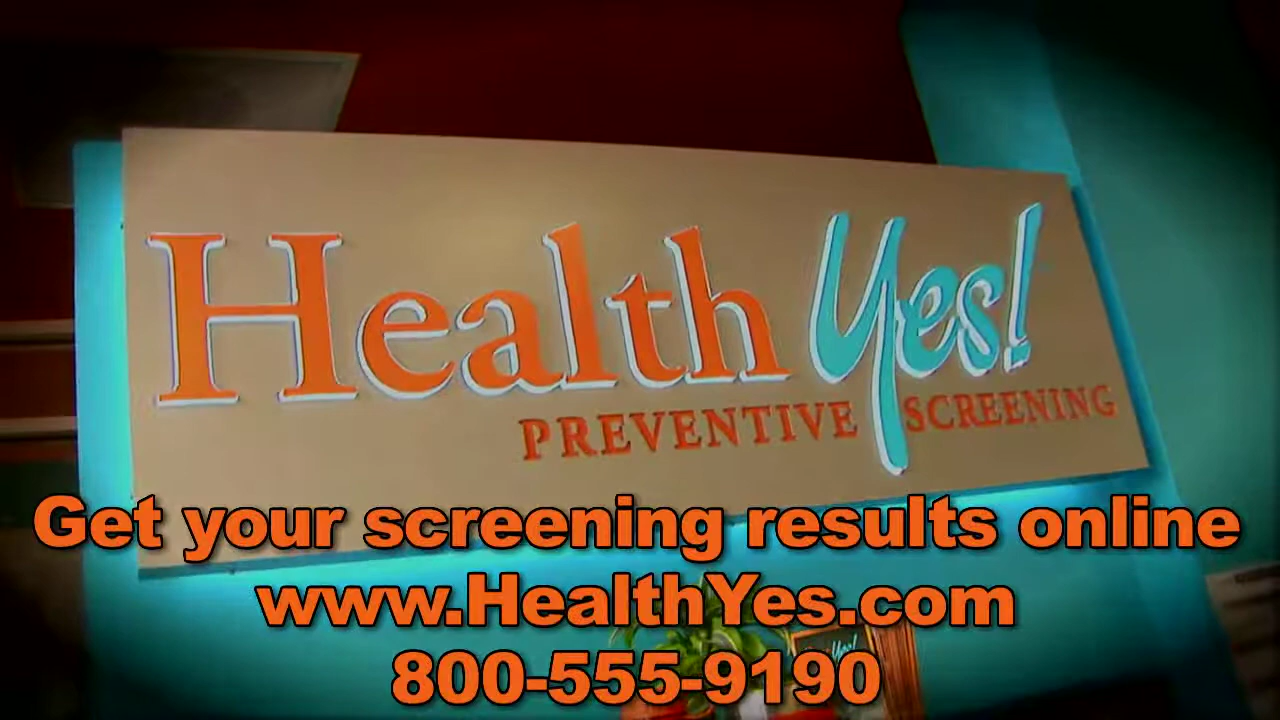 Health Yes!
PREVENTIVE SCREENING
Get your screening results online
www.HealthYes.com
800-555-9190